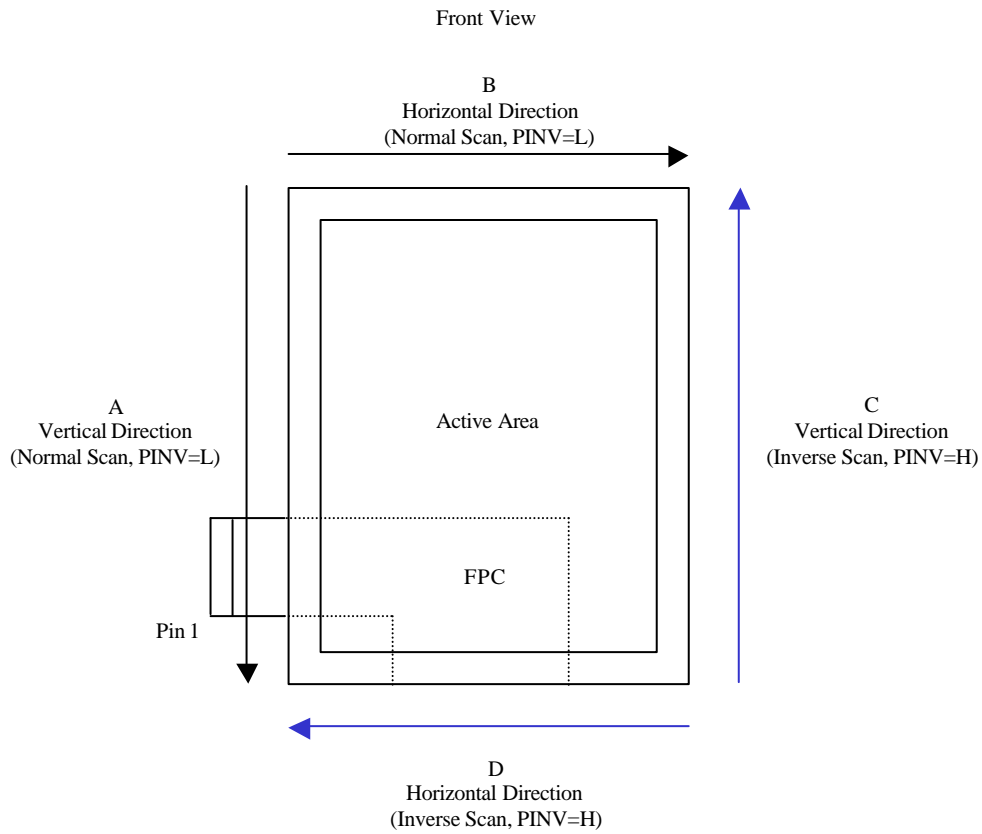 Front View
B
Horizontal Direction
(Normal Scan, PINV=L)
A
Vertical Direction
(Normal Scan, PINV=L)
Active Area
C
Vertical Direction
(Inverse Scan, PINV=H)
FPC
Pin 1
D
Horizontal Direction
(Inverse Scan, PINV=H)